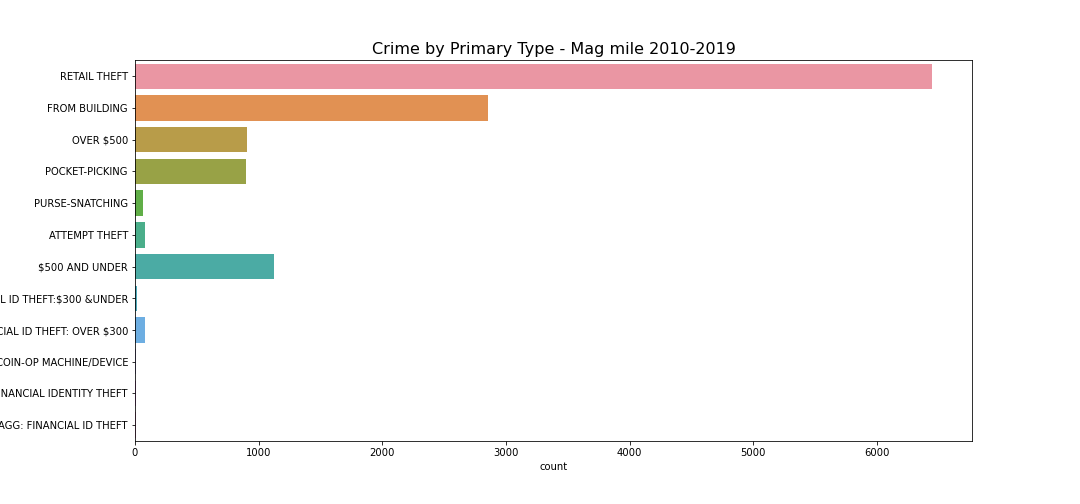 Crime by Primary Type - Mag mile 2010-2019
RETAIL THEFT
FROM BUILDING
OVER $500
POCKET-PICKING
PURSE-SNATCHING
ATTEMPT THEFT
$500 AND UNDER
L ID THEFT:$300 &UNDER
CIAL ID THEFT: OVER $300
COIN-OP MACHINE/DEVICE
NANCIAL IDENTITY THEFT
AGG: FINANCIAL ID THEFT
0 1000 2000 3000 4000 5000 6000
count